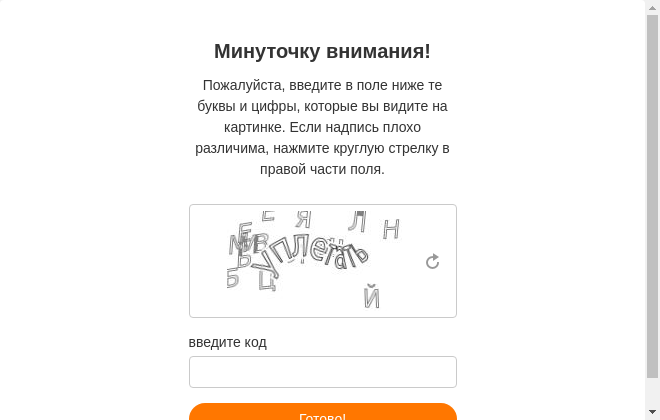 Минуточку внимания!
Пожалуйста, введите в поле ниже те
буквы и цифры, которые вы видите на
картинке. Если надпись плохо
различима, нажмите круглую стрелку в
правой части поля.
введите код
Готово!